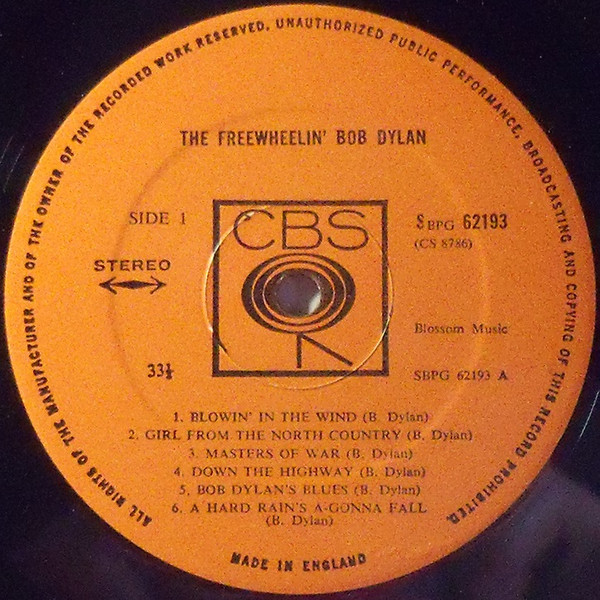 ALL RIGHTS OF THE MANUFACTURER AND OF THE OWNER OF THE RECORDED WORK RESERVED. UNAUTHORIZED PUBLIC PERFORMANCE, BROADCASTING AND COPYING OF THIS RECORD PROHIBITED.
THE FREEWHEELIN' BOB DYLAN
SIDE 1
CBS
SBPG 62193
(CS 8786)
STEREO
Blossom Music
33⅓
SBPG 62193 A
1. BLOWIN' IN THE WIND (B. Dylan)
2. GIRL FROM THE NORTH COUNTRY (B. Dylan)
3. MASTERS OF WAR (B. Dylan)
4. DOWN THE HIGHWAY (B. Dylan)
5. BOB DYLAN'S BLUES (B. Dylan)
6. A HARD RAIN'S A-GONNA FALL
(B. Dylan)
MADE IN ENGLAND